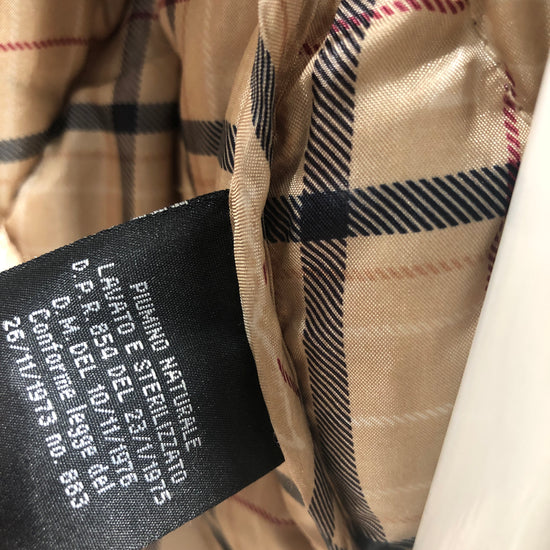 PIUMINO NATURALE
LAVATO E STERILIZZATO
D.P.R. 854 DEL 23/1/1975
D.M. DEL 10/11/1976
Conforme legge del
26/11/1973 no. 883